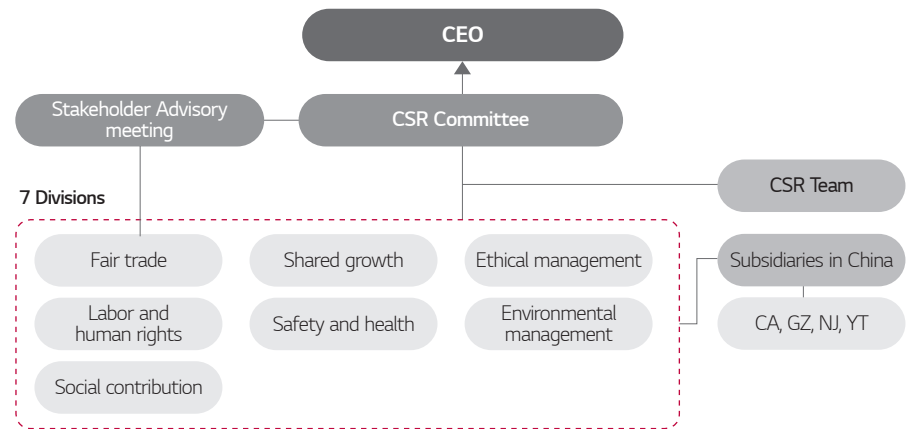 CEO
Stakeholder Advisory
meeting
CSR Committee
CSR Team
7 Divisions
Fair trade
Shared growth
Ethical management
Subsidiaries in China
Labor and
human rights
Safety and health
Environmental
management
CA, GZ, NJ, YT
Social contribution